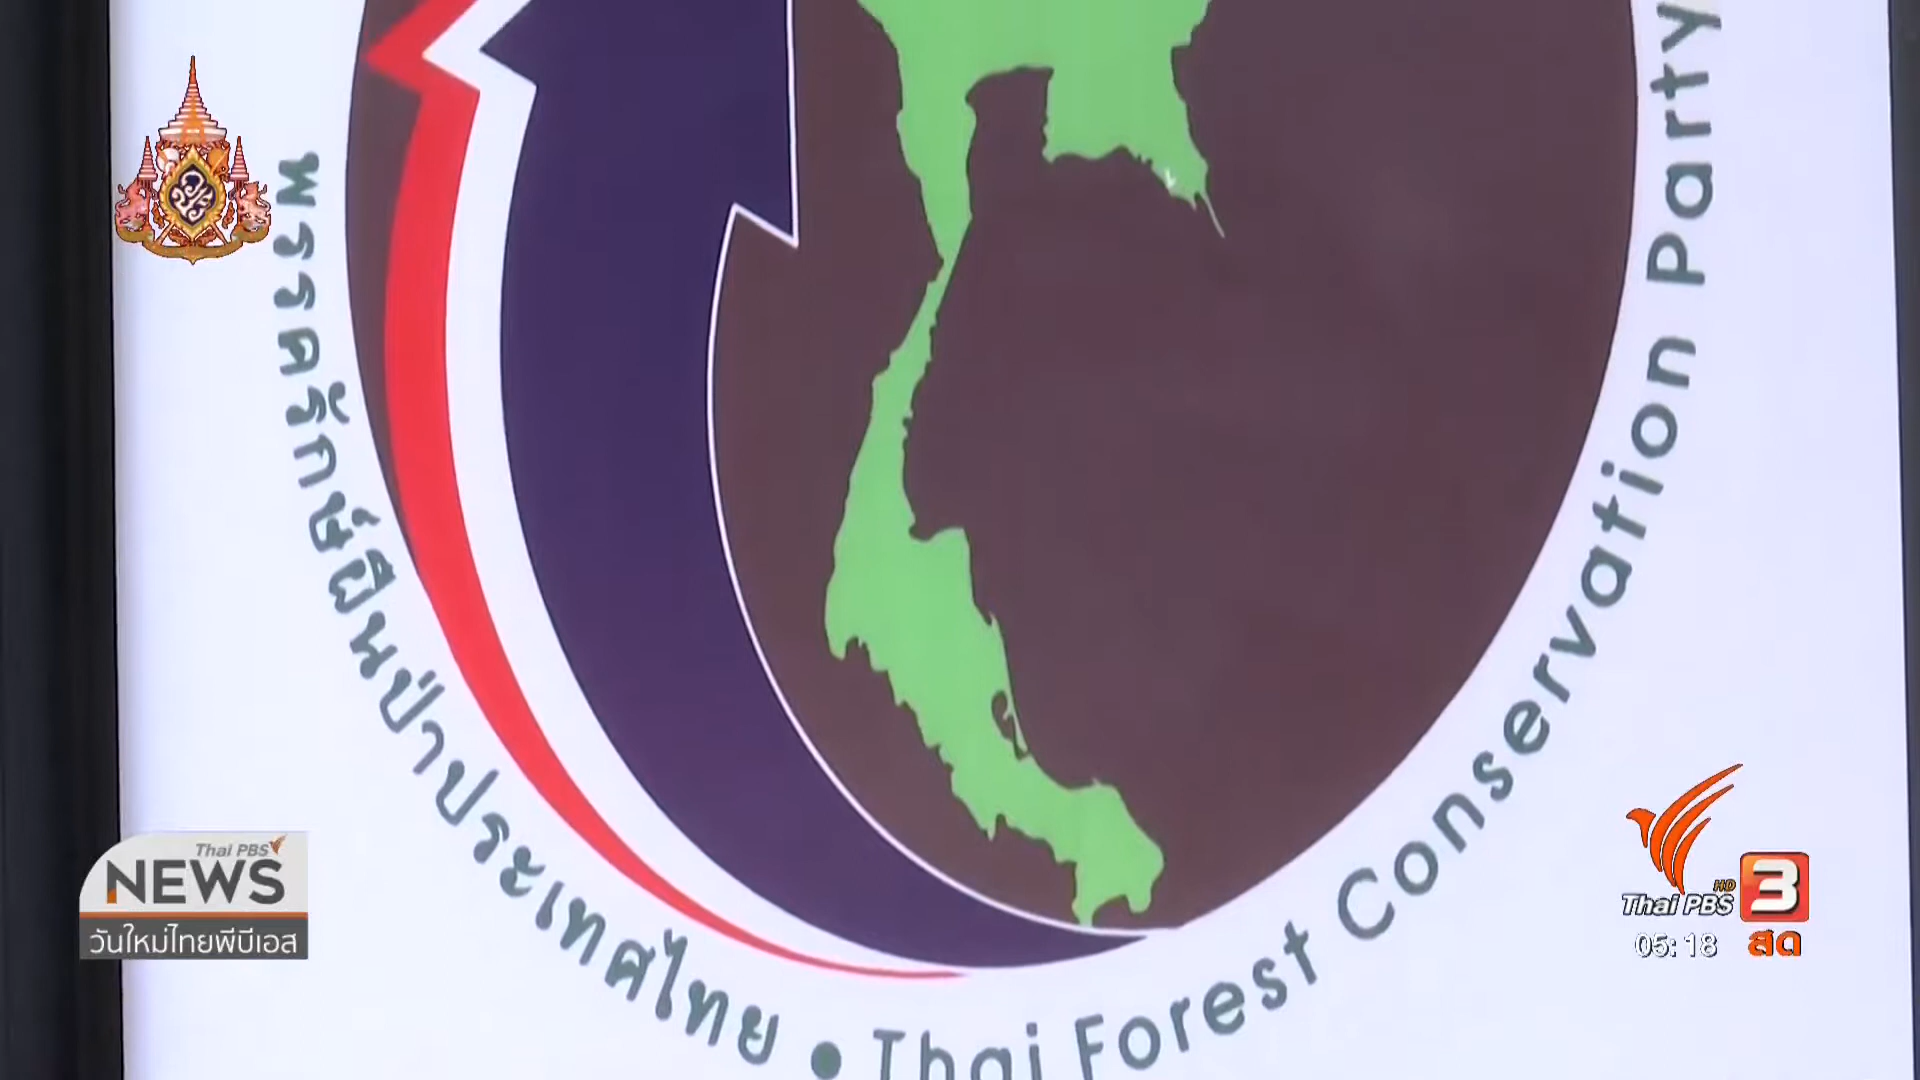 พรรครักษ์ผืนป่าประเทศไทย • Thai Forest Conservation Party
Thai PBS
NEWS
วันใหม่ไทยพีบีเอส
Thai PBS HD 3
05:18 สด